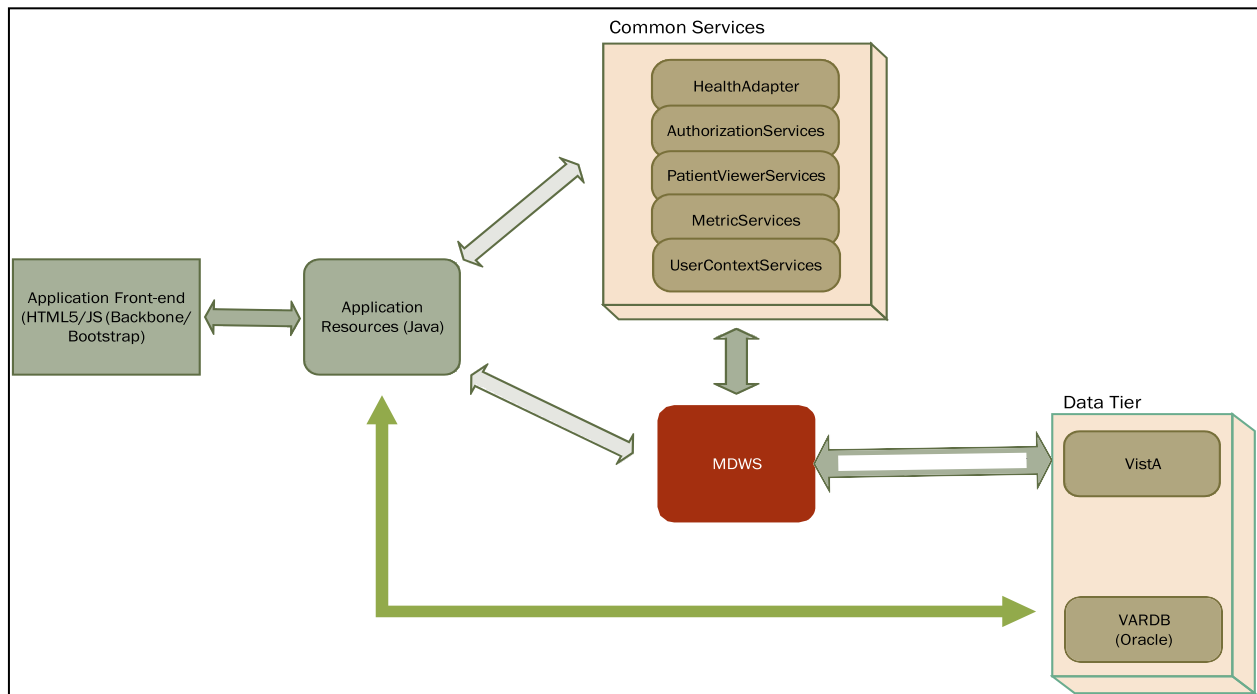 Common Services
HealthAdapter
AuthorizationServices
PatientViewerServices
MetricServices
UserContextServices
Application Front-end
(HTML5/JS (Backbone/
Bootstrap)
Application
Resources (Java)
MDWS
Data Tier
VistA
VARDB
(Oracle)